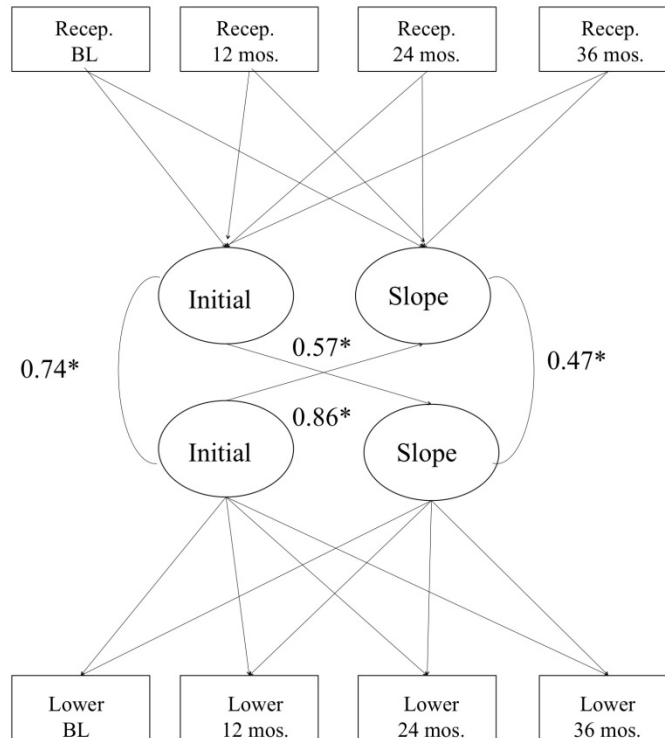 Recep.
BL
Recep.
12 mos.
Recep.
24 mos.
Recep.
36 mos.
Initial
Slope
0.57*
0.74*
0.47*
0.86*
Initial
Slope
Lower
BL
Lower
12 mos.
Lower
24 mos.
Lower
36 mos.